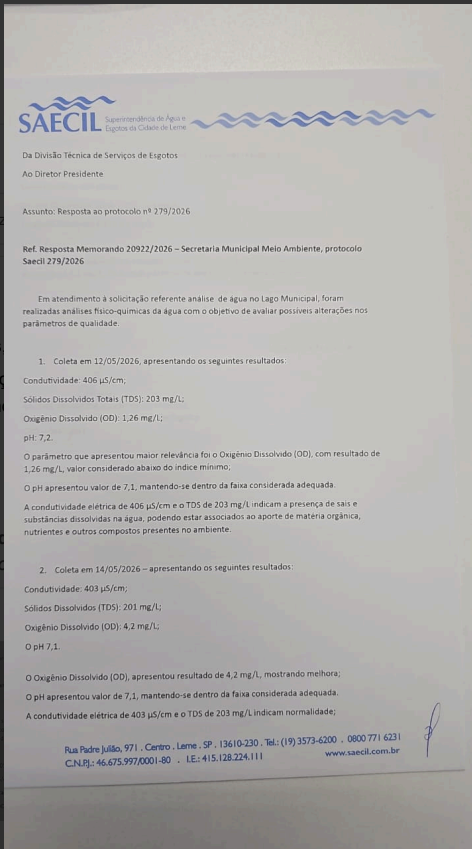 SAECIL
Superintendência de Água e
Esgotos da Cidade de Leme
Da Divisão Técnica de Serviços de Esgotos
Ao Diretor Presidente
Assunto: Resposta ao protocolo nº 279/2026
Ref. Resposta Memorando 20922/2026 – Secretaria Municipal Meio Ambiente, protocolo
Saecil 279/2026
Em atendimento à solicitação referente análise de água no Lago Municipal, foram
realizadas análises físico-químicas da água com o objetivo de avaliar possíveis alterações nos
parâmetros de qualidade.
1. Coleta em 12/05/2026, apresentando os seguintes resultados:
Condutividade: 406 µS/cm;
Sólidos Dissolvidos Totais (TDS): 203 mg/L;
Oxigênio Dissolvido (OD): 1,26 mg/L;
pH: 7,2.
O parâmetro que apresentou maior relevância foi o Oxigênio Dissolvido (OD), com resultado de
1,26 mg/L, valor considerado abaixo do índice mínimo;
O pH apresentou valor de 7,1, mantendo-se dentro da faixa considerada adequada.
A condutividade elétrica de 406 µS/cm e o TDS de 203 mg/L indicam a presença de sais e
substâncias dissolvidas na água, podendo estar associados ao aporte de matéria orgânica,
nutrientes e outros compostos presentes no ambiente.
2. Coleta em 14/05/2026 – apresentando os seguintes resultados:
Condutividade: 403 µS/cm;
Sólidos Dissolvidos (TDS): 201 mg/L;
Oxigênio Dissolvido (OD): 4,2 mg/L;
O pH 7,1.
O Oxigênio Dissolvido (OD), apresentou resultado de 4,2 mg/L, mostrando melhora;
O pH apresentou valor de 7,1, mantendo-se dentro da faixa considerada adequada.
A condutividade elétrica de 403 µS/cm e o TDS de 203 mg/L indicam normalidade;
Rua Padre Julião, 971 . Centro . Leme . SP . 13610-230 . Tel.: (19) 3573-6200 . 0800 771 6231
C.N.P.J.: 46.675.997/0001-80 . I.E.: 415.128.224.111
www.saecil.com.br